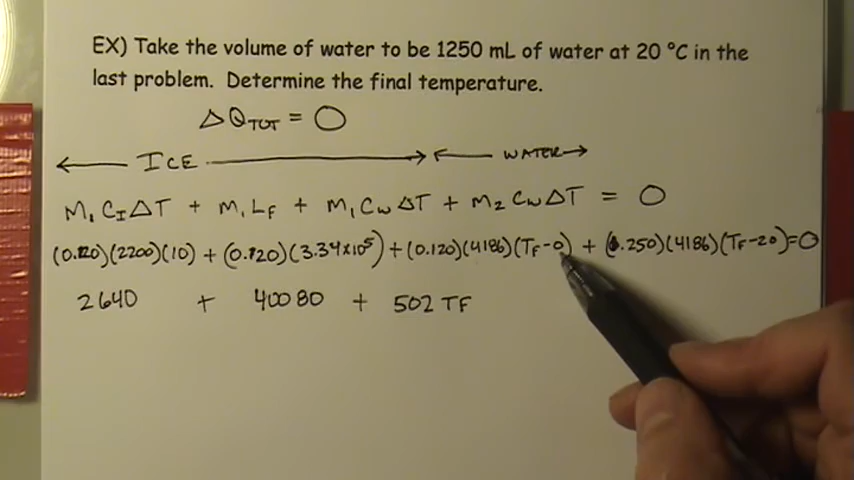 EX) Take the volume of water to be 1250 mL of water at 20 °C in the
last problem. Determine the final temperature.
ΔQTOT = 0
ICE WATER
M₁ CI ΔT + M₁ LF + M₁ CW ΔT + M₂ CW ΔT = 0
(0.120)(2200)(10) + (0.120)(3.34×10⁵) + (0.120)(4186)(TF-0) + (1.250)(4186)(TF-20)=0
2640 + 40080 + 502 TF